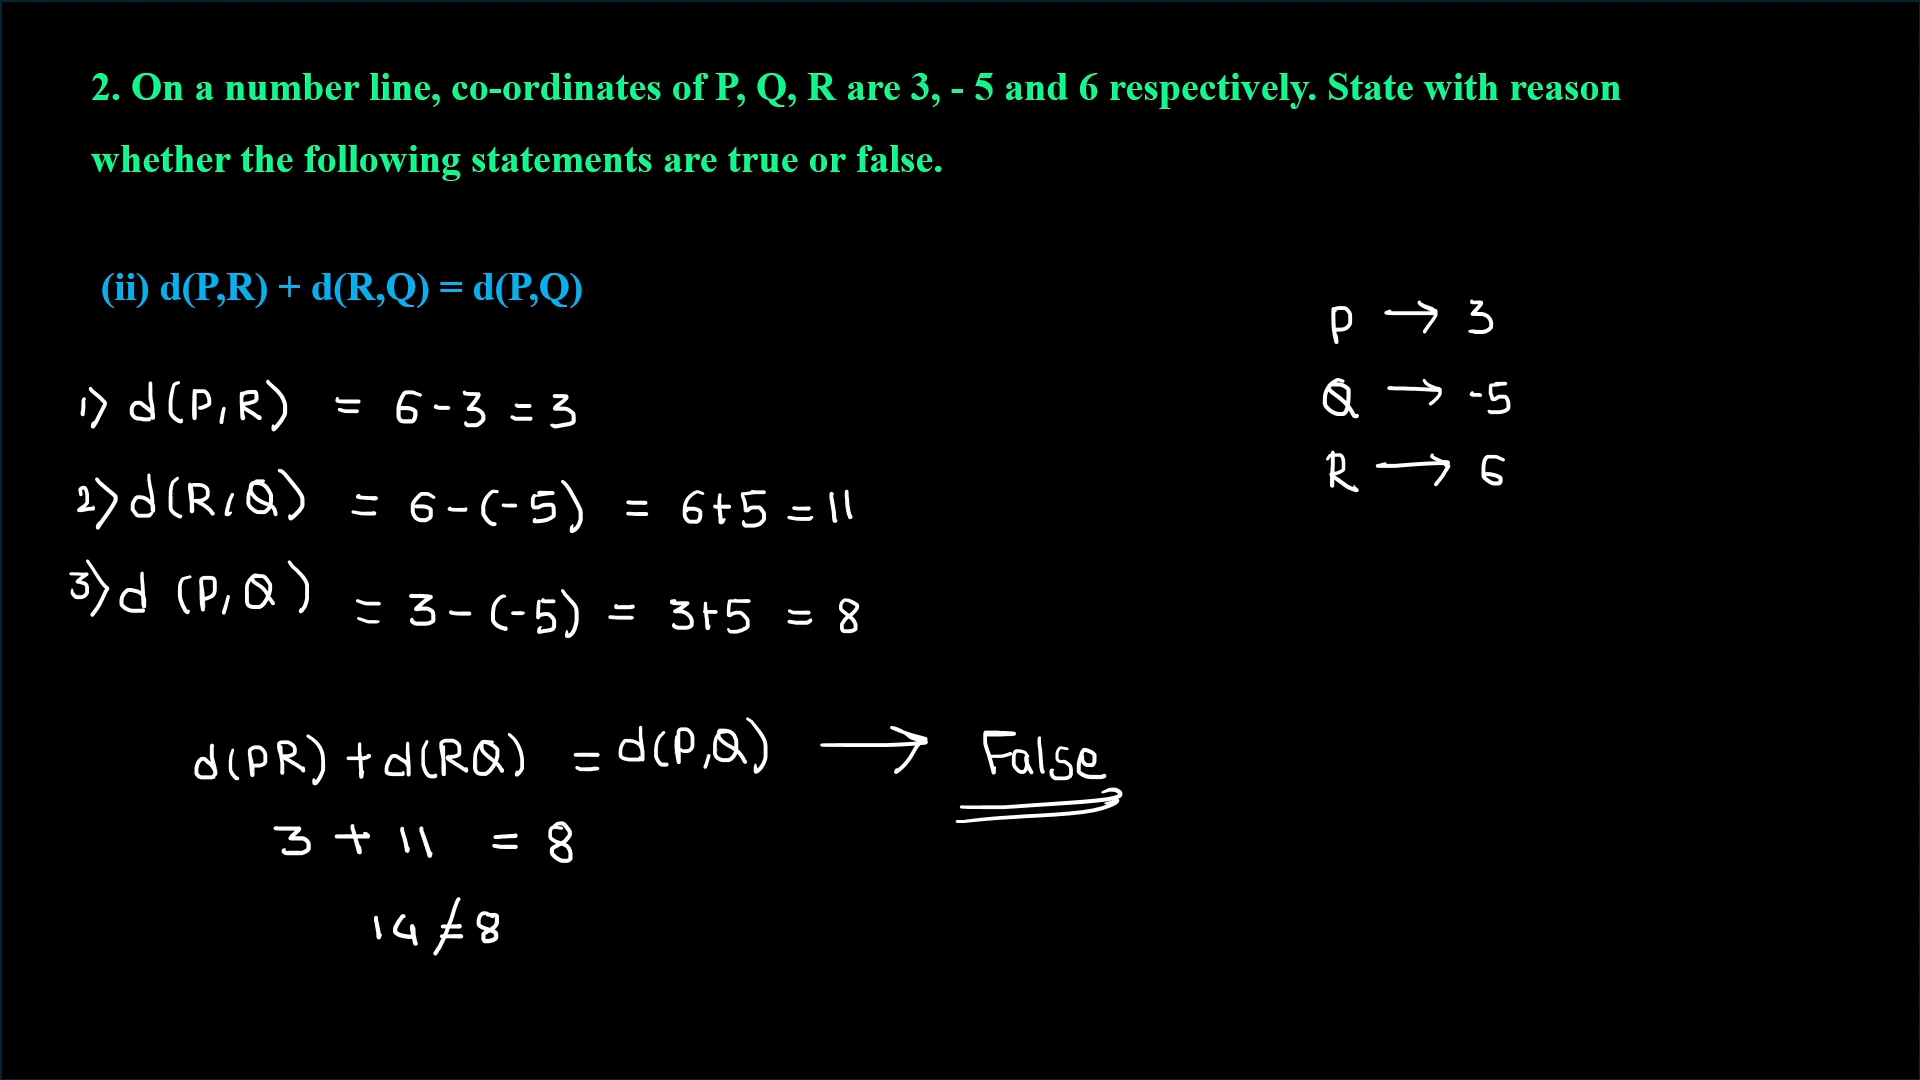 2. On a number line, co-ordinates of P, Q, R are 3, - 5 and 6 respectively. State with reason
whether the following statements are true or false.
(ii) d(P,R) + d(R,Q) = d(P,Q)
P → 3
Q → -5
R → 6
1) d(P,R) = 6-3 = 3
2) d(R,Q) = 6-(-5) = 6+5 = 11
3) d (P,Q) = 3-(-5) = 3+5 = 8
d(PR) + d(RQ) = d(P,Q) → False
3 + 11 = 8
14 ≠ 8